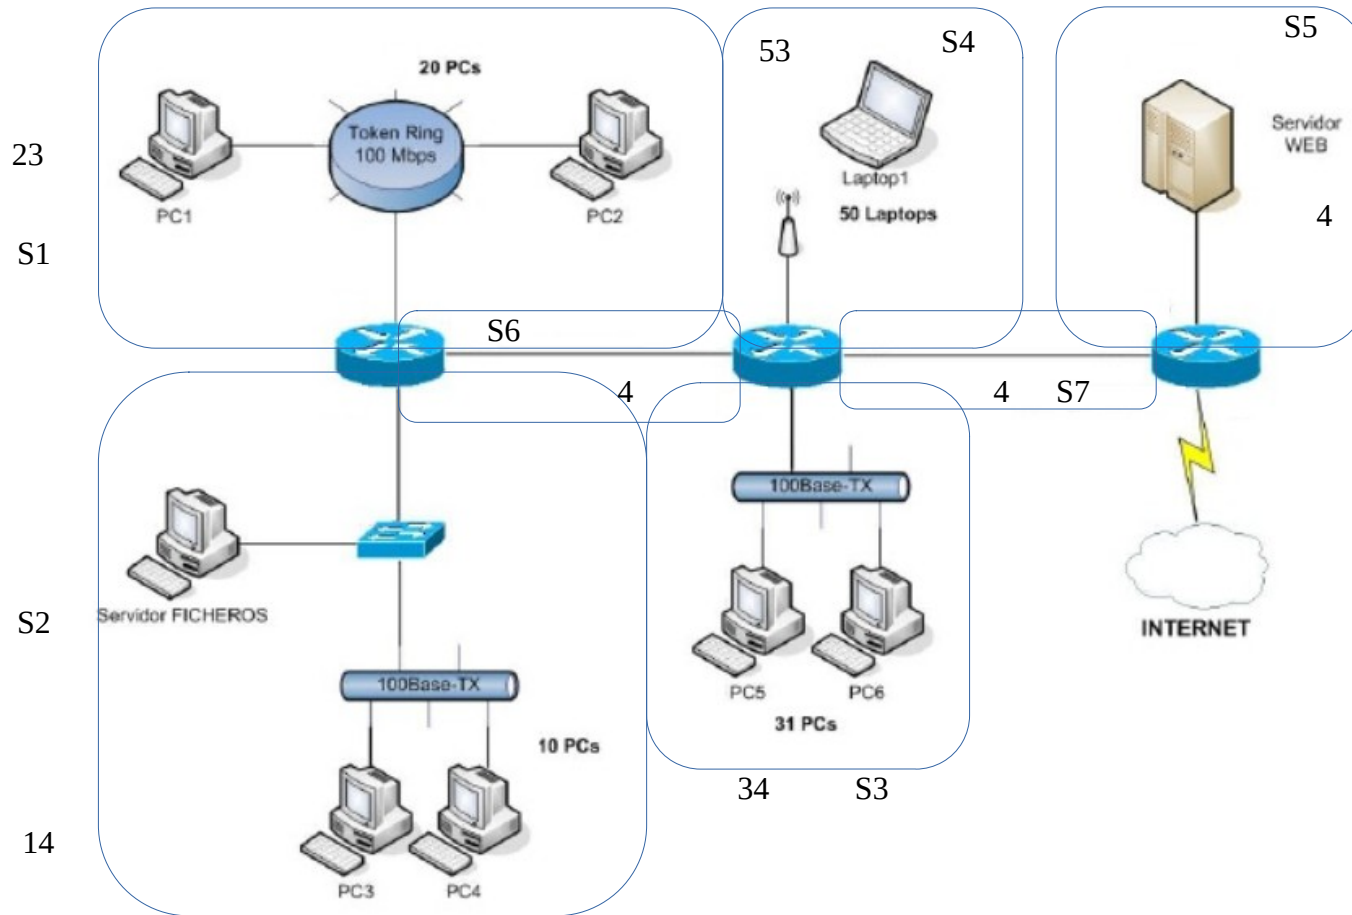 S5
53
S4
20 PCs
Servidor
WEB
Token Ring
100 Mbps
23
Laptop1
50 Laptops
4
PC1
PC2
S1
S6
4
4
S7
100Base-TX
Servidor FICHEROS
S2
INTERNET
PC5
PC6
100Base-TX
31 PCs
10 PCs
34
S3
14
PC3
PC4